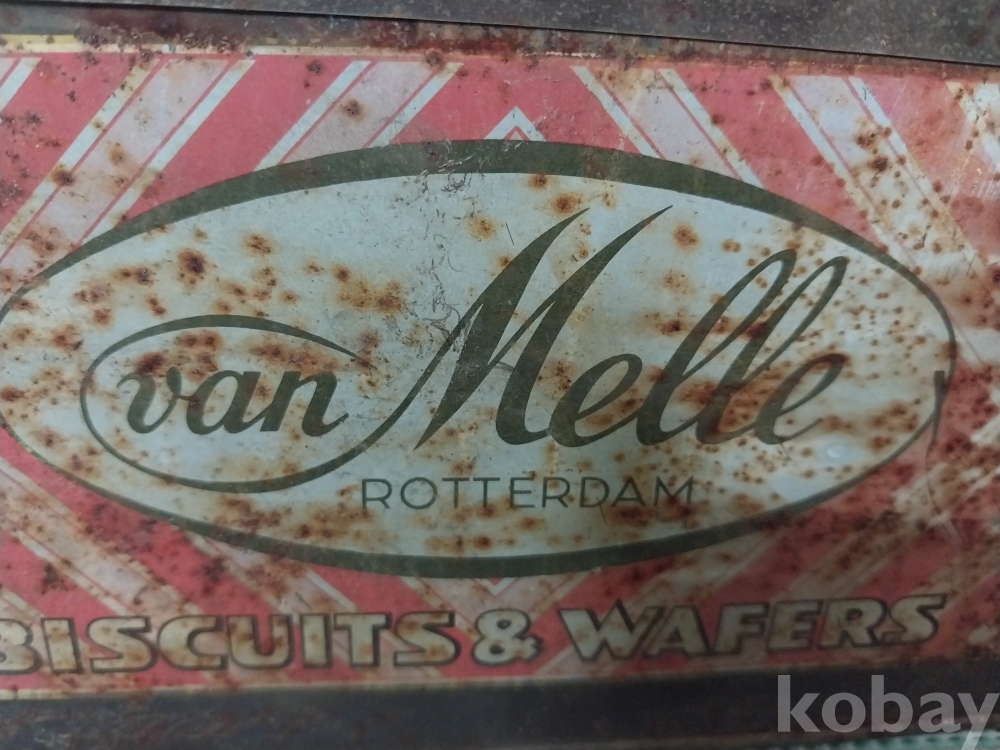 van Melle
ROTTERDAM
BISCUITS & WAFERS
kobay